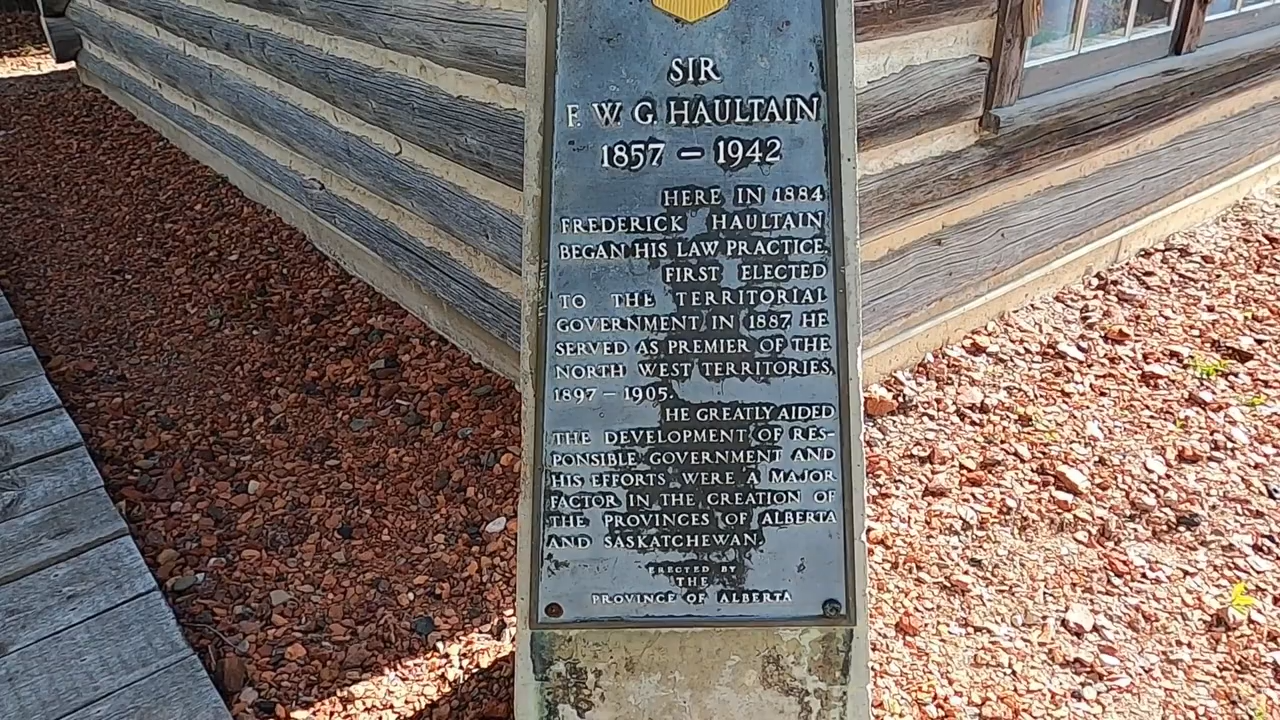 SIR
F. W. G. HAULTAIN
1857 – 1942
HERE IN 1884
FREDERICK HAULTAIN
BEGAN HIS LAW PRACTICE.
FIRST ELECTED
TO THE TERRITORIAL
GOVERNMENT IN 1887 HE
SERVED AS PREMIER OF THE
NORTH WEST TERRITORIES,
1897 – 1905.
HE GREATLY AIDED
THE DEVELOPMENT OF RES-
PONSIBLE GOVERNMENT AND
HIS EFFORTS WERE A MAJOR
FACTOR IN THE CREATION OF
THE PROVINCES OF ALBERTA
AND SASKATCHEWAN.
ERECTED BY
THE
PROVINCE OF ALBERTA